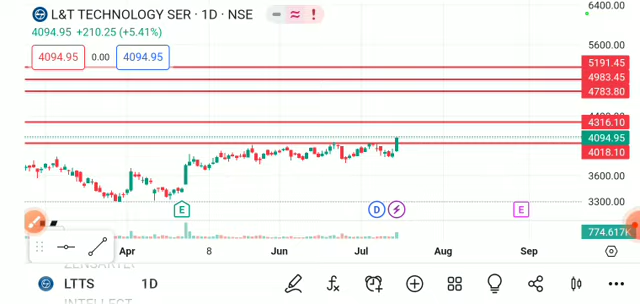 L&T TECHNOLOGY SER · 1D · NSE
4094.95 +210.25 (+5.41%)
4094.95 0.00 4094.95
6400.00
5600.00
5191.45
4983.45
4783.80
4316.10
4094.95
4018.10
3600.00
3300.00
E D E
774.617K
Apr 8 Jun Jul Aug Sep
LTTS 1D
INTELLECT